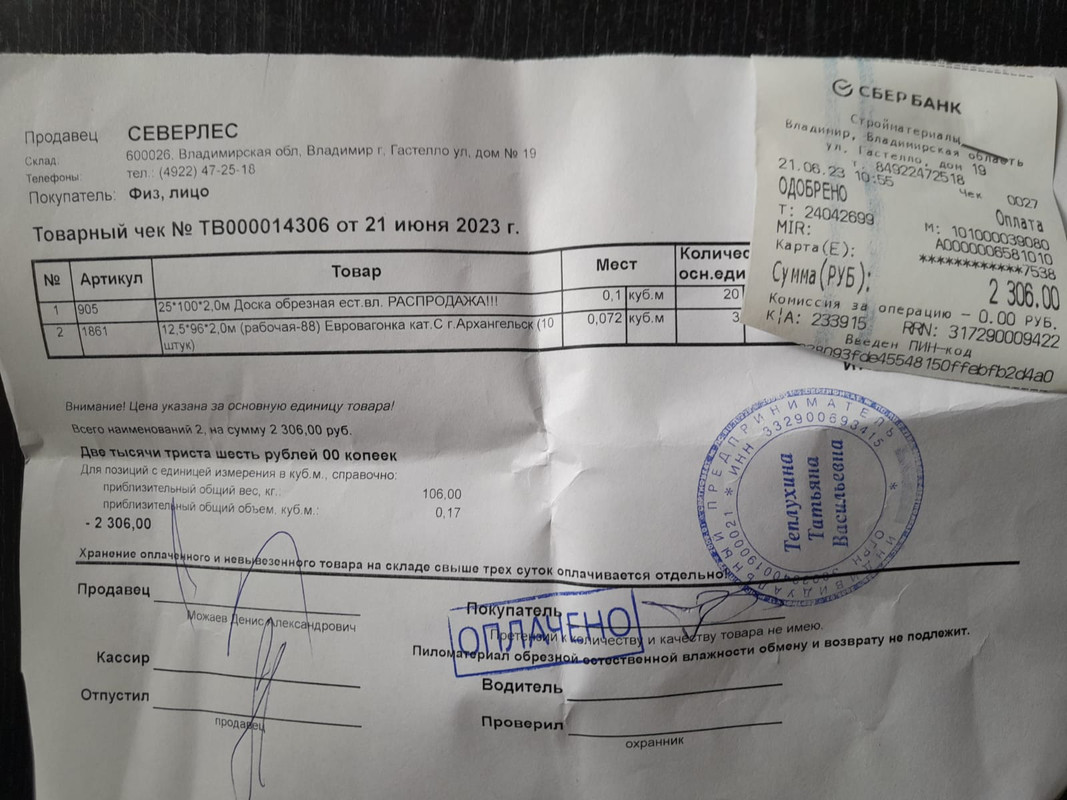 Продавец СЕВЕРЛЕС
Склад: 600026. Владимирская обл, Владимир г, Гастелло ул, дом № 19
Телефоны: тел.: (4922) 47-25-18
Покупатель: Физ, лицо
Товарный чек № ТВ000014306 от 21 июня 2023 г.
№ Артикул Товар Мест Количес
осн.еди
1 905 25*100*2,0м Доска обрезная ест.вл. РАСПРОДАЖА!!! 0,1 куб.м 20
2 1861 12,5*96*2,0м (рабочая-88) Евровагонка кат.С г.Архангельск (10 0,072 куб.м 3
штук)
Внимание! Цена указана за основную единицу товара!
Всего наименований 2, на сумму 2 306,00 руб.
Две тысячи триста шесть рублей 00 копеек
Для позиций с единицей измерения в куб.м., справочно:
приблизительный общий вес, кг.: 106,00
приблизительный общий объем, куб.м.: 0,17
- 2 306,00
Хранение оплаченного и невывезенного товара на складе свыше трех суток оплачивается отдельно!
Продавец
Можаев Денис Александрович
Кассир
Отпустил
продавец
Покупатель
Претензий к количеству и качеству товара не имею.
Пиломатериал обрезной естественной влажности обмену и возврату не подлежит.
Водитель
Проверил
охранник
ОПЛАЧЕНО
ИНДИВИДУАЛЬНЫЙ ПРЕДПРИНИМАТЕЛЬ
ИНН 332900693415
ОГРН
Теплухина
Татьяна
Васильевна
СБЕР БАНК
Стройматериалы
Владимир, Владимирская область
ул. Гастелло, дом 19
т. 84922472518
21.06.23 10:55 Чек 0027
ОДОБРЕНО Оплата
Т: 24042699 М: 101000039080
MIR: A0000006581010
Карта(Е): ************7538
Сумма(РУБ): 2 306.00
Комиссия за операцию – 0.00 РУБ.
К/А: 233915 RRN: 317290009422
Введен ПИН-код